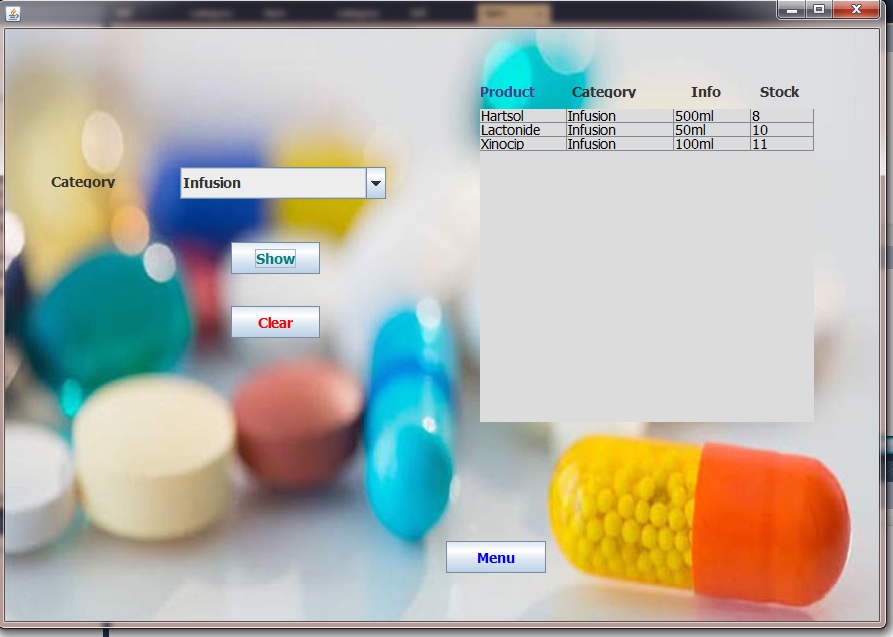 Product Category Info Stock
Hartsol Infusion 500ml 8
Lactonide Infusion 50ml 10
Xinocip Infusion 100ml 11
Category Infusion
Show
Clear
Menu